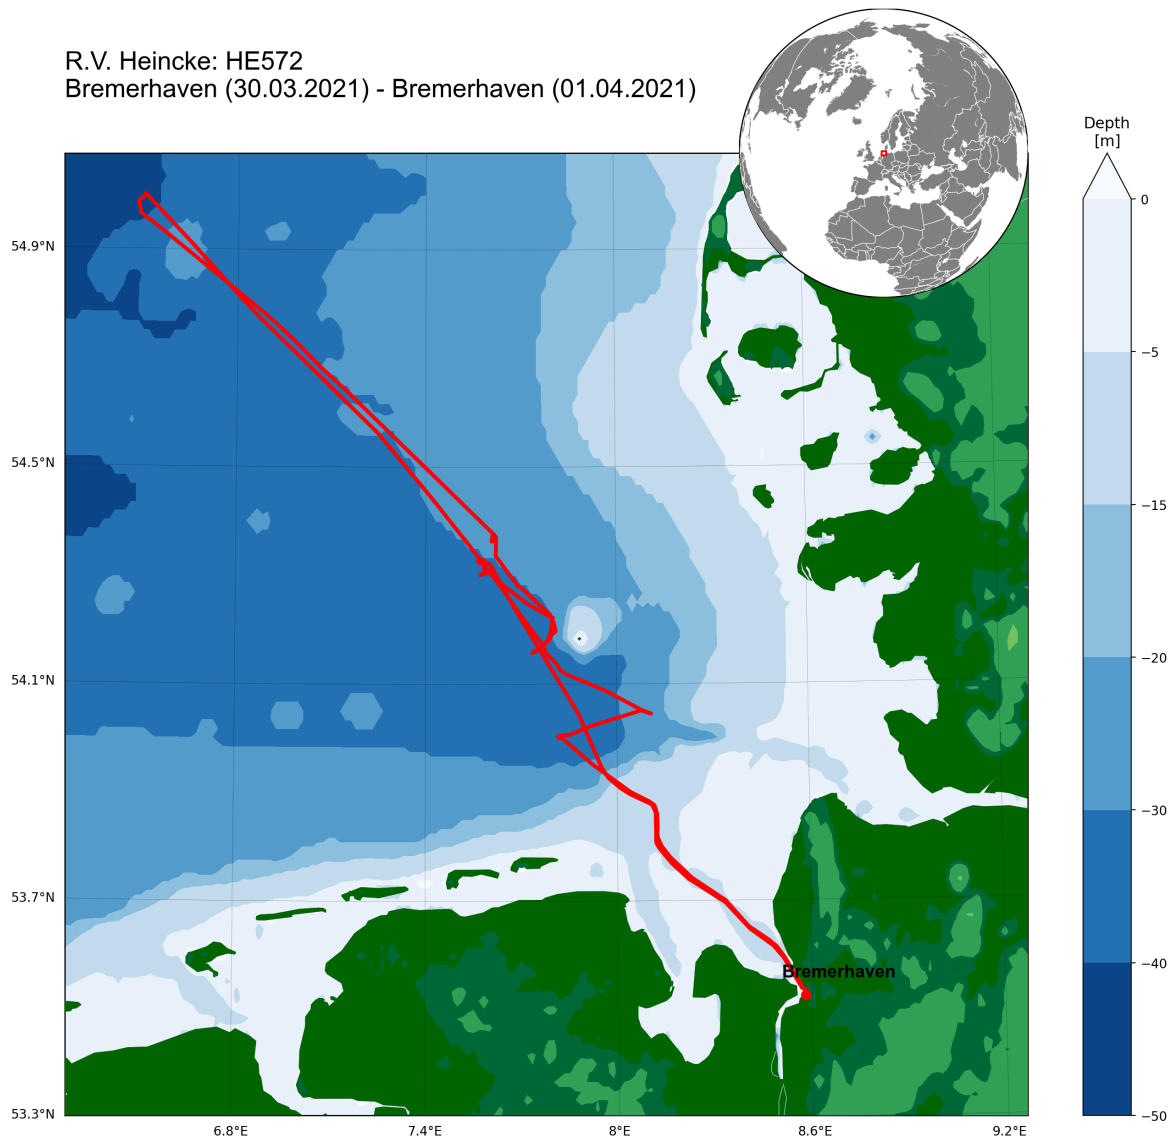 R.V. Heincke: HE572
Bremerhaven (30.03.2021) - Bremerhaven (01.04.2021)
Depth
[m]
0
−5
−15
−20
−30
−40
−50
54.9°N
54.5°N
54.1°N
53.7°N
53.3°N
Bremerhaven
6.8°E
7.4°E
8°E
8.6°E
9.2°E